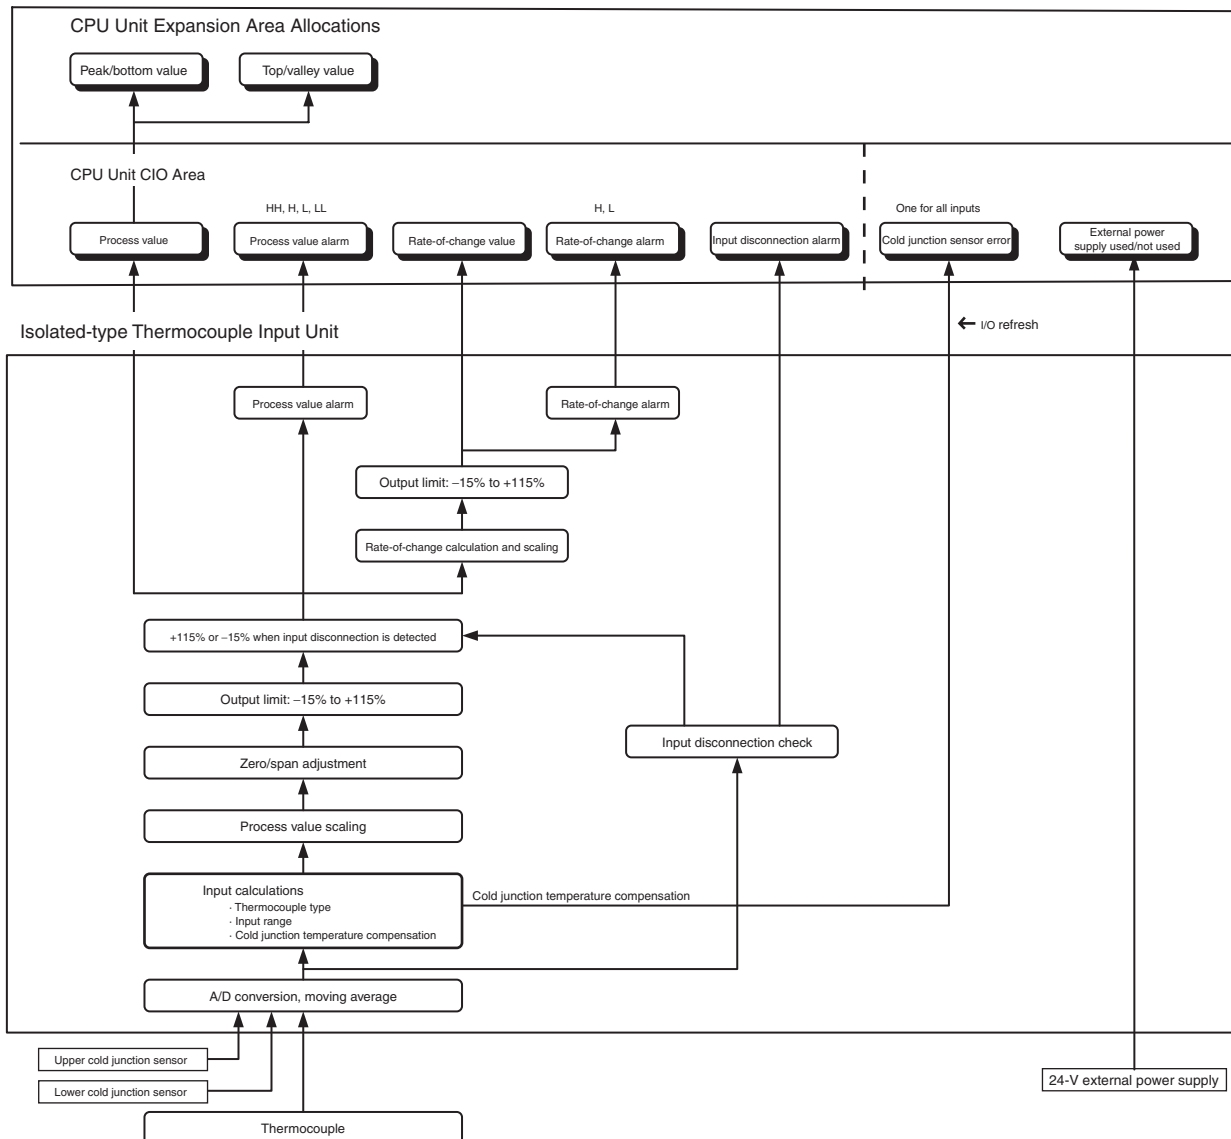 CPU Unit Expansion Area Allocations
Peak/bottom value
Top/valley value
CPU Unit CIO Area
HH, H, L, LL
H, L
One for all inputs
Process value
Process value alarm
Rate-of-change value
Rate-of-change alarm
Input disconnection alarm
Cold junction sensor error
External power
supply used/not used
I/O refresh
Isolated-type Thermocouple Input Unit
Process value alarm
Rate-of-change alarm
Output limit: –15% to +115%
Rate-of-change calculation and scaling
+115% or –15% when input disconnection is detected
Output limit: –15% to +115%
Input disconnection check
Zero/span adjustment
Process value scaling
Input calculations
· Thermocouple type
· Input range
· Cold junction temperature compensation
Cold junction temperature compensation
A/D conversion, moving average
Upper cold junction sensor
Lower cold junction sensor
24-V external power supply
Thermocouple